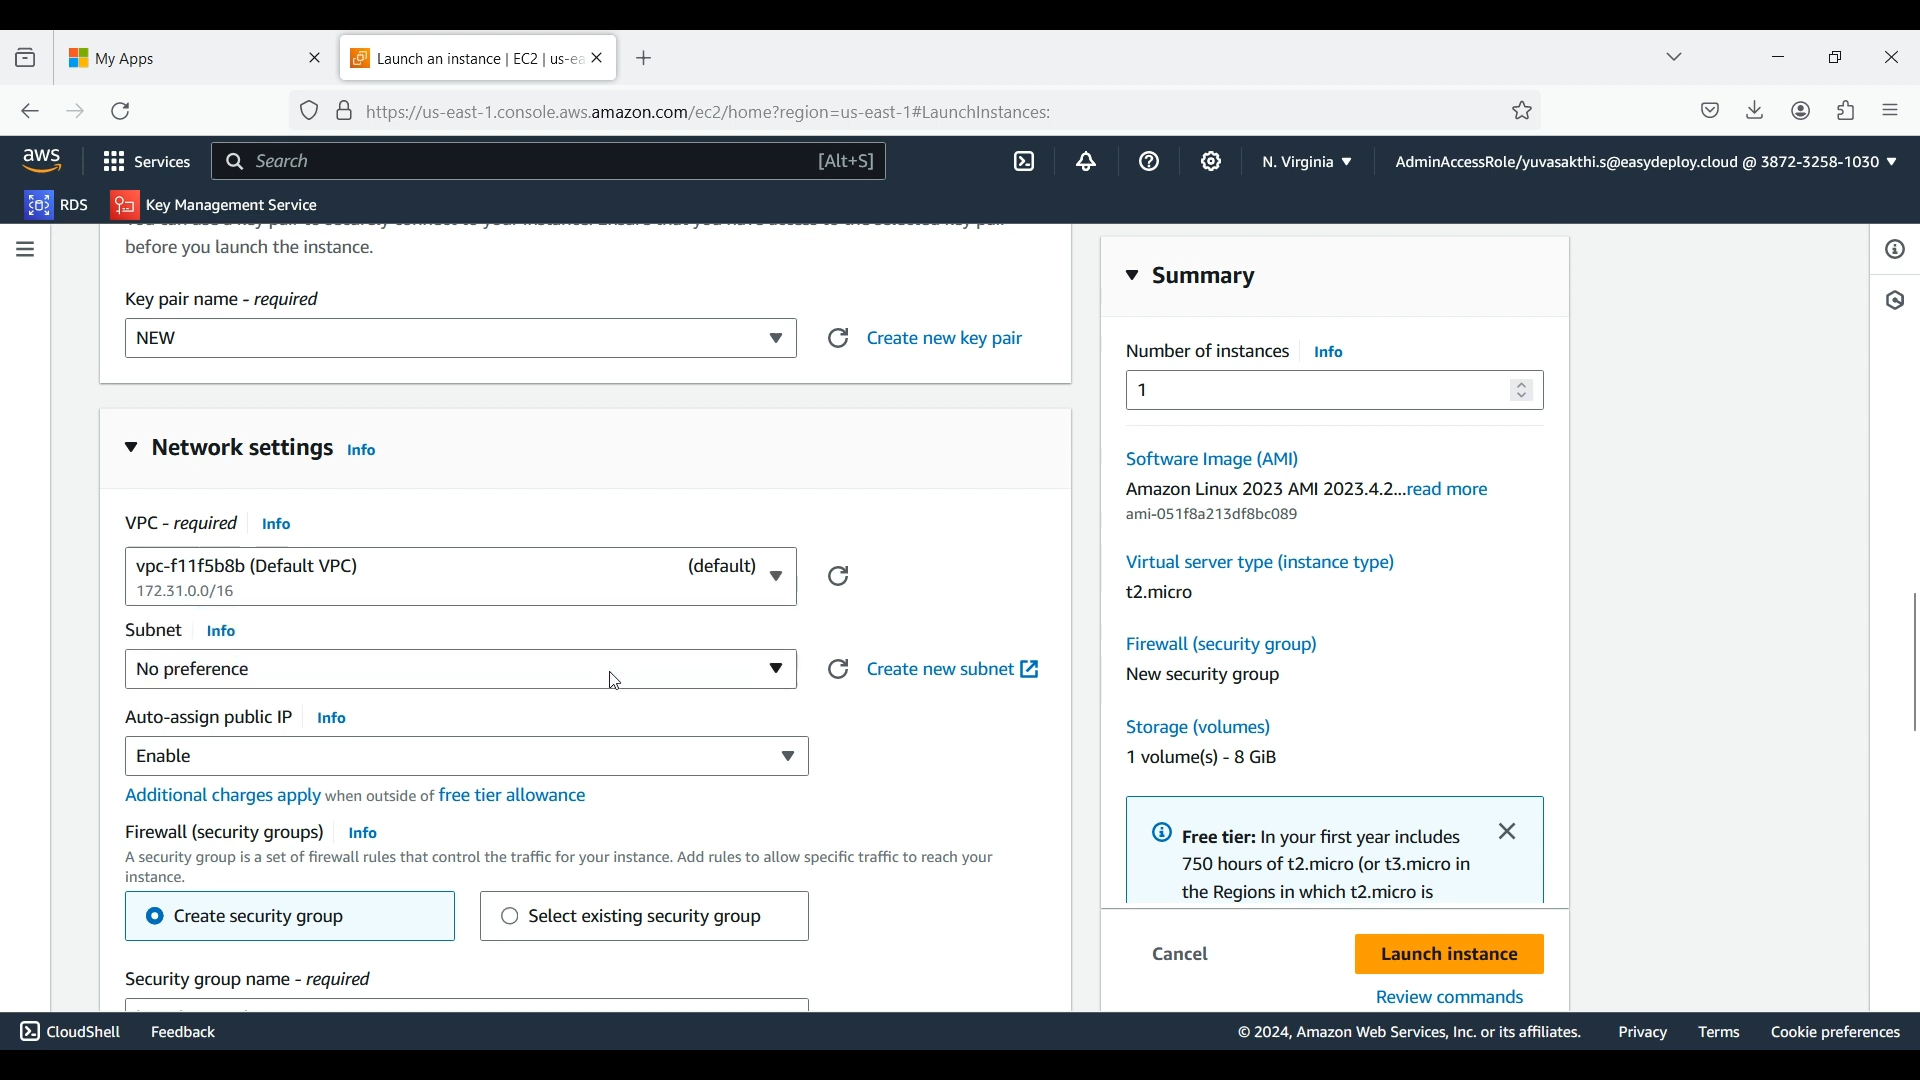 My Apps
Launch an instance | EC2 | us-ea
https://us-east-1.console.aws.amazon.com/ec2/home?region=us-east-1#LaunchInstances:
aws
Services
Search
[Alt+S]
N. Virginia
AdminAccessRole/yuvasakthi.s@easydeploy.cloud @ 3872-3258-1030
RDS
Key Management Service
before you launch the instance.
Key pair name - required
NEW
Create new key pair
Network settings Info
VPC - required Info
vpc-f11f5b8b (Default VPC) (default)
172.31.0.0/16
Subnet Info
No preference
Create new subnet
Auto-assign public IP Info
Enable
Additional charges apply when outside of free tier allowance
Firewall (security groups) Info
A security group is a set of firewall rules that control the traffic for your instance. Add rules to allow specific traffic to reach your
instance.
Create security group
Select existing security group
Security group name - required
Summary
Number of instances Info
1
Software Image (AMI)
Amazon Linux 2023 AMI 2023.4.2...read more
ami-051f8a213df8bc089
Virtual server type (instance type)
t2.micro
Firewall (security group)
New security group
Storage (volumes)
1 volume(s) - 8 GiB
Free tier: In your first year includes
750 hours of t2.micro (or t3.micro in
the Regions in which t2.micro is
Cancel
Launch instance
Review commands
CloudShell
Feedback
© 2024, Amazon Web Services, Inc. or its affiliates.
Privacy
Terms
Cookie preferences